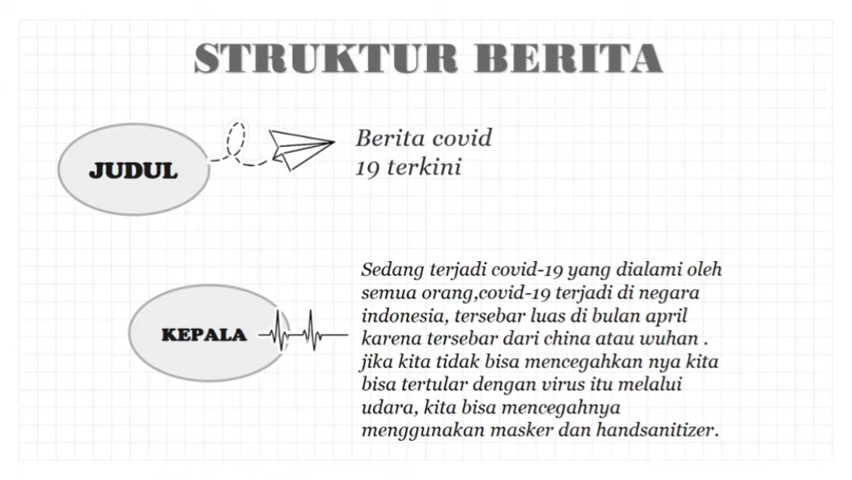 STRUKTUR BERITA
JUDUL
Berita covid
19 terkini
KEPALA
Sedang terjadi covid-19 yang dialami oleh
semua orang,covid-19 terjadi di negara
indonesia, tersebar luas di bulan april
karena tersebar dari china atau wuhan .
jika kita tidak bisa mencegahkan nya kita
bisa tertular dengan virus itu melalui
udara, kita bisa mencegahnya
menggunakan masker dan handsanitizer.